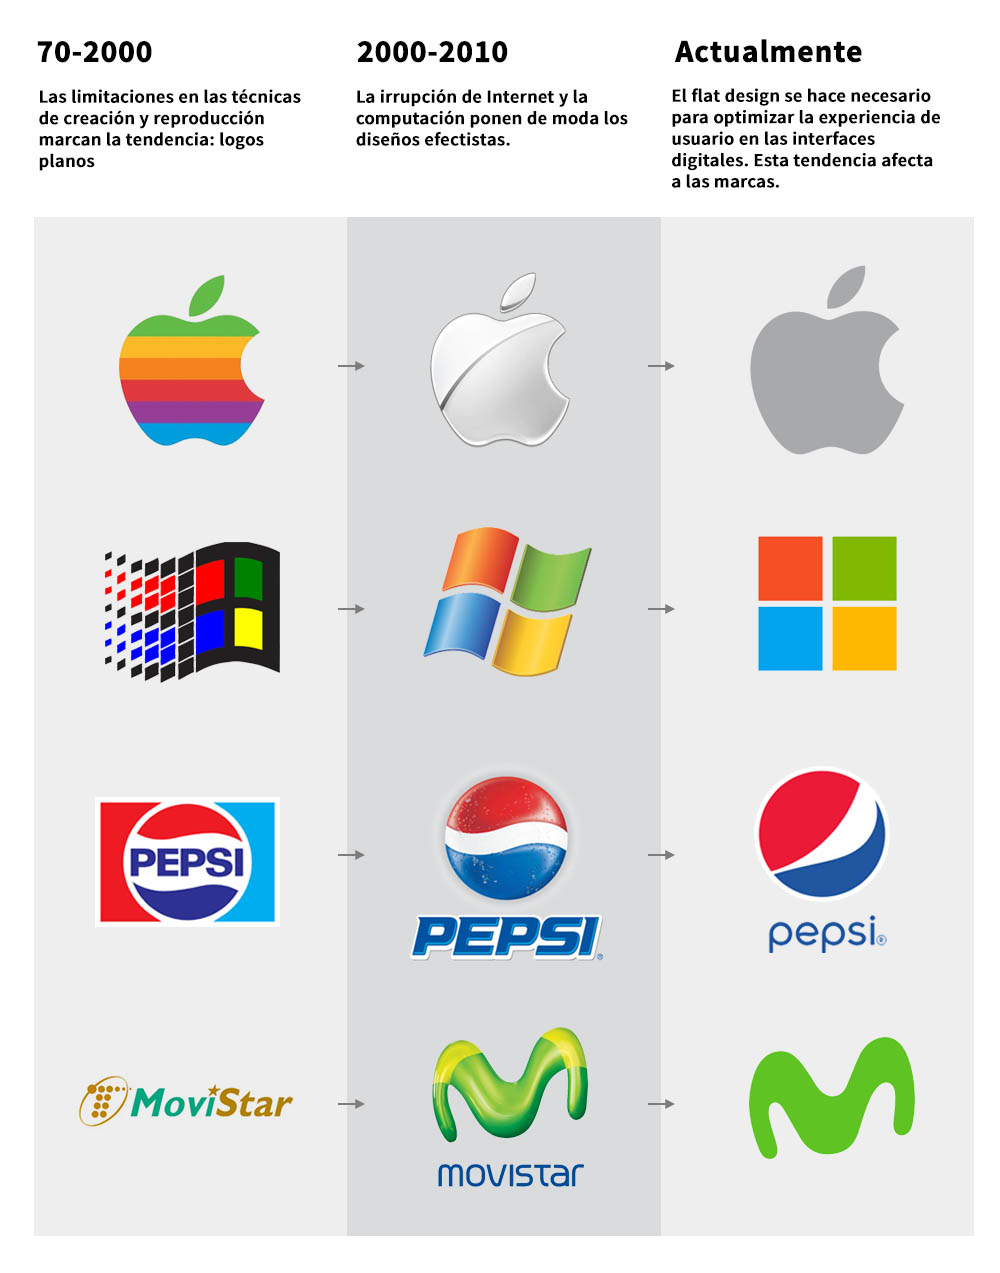 70-2000
Las limitaciones en las técnicas
de creación y reproducción
marcan la tendencia: logos
planos
2000-2010
La irrupción de Internet y la
computación ponen de moda los
diseños efectistas.
Actualmente
El flat design se hace necesario
para optimizar la experiencia de
usuario en las interfaces
digitales. Esta tendencia afecta
a las marcas.
PEPSI
PEPSI®
pepsi®
MoviStar
movistar